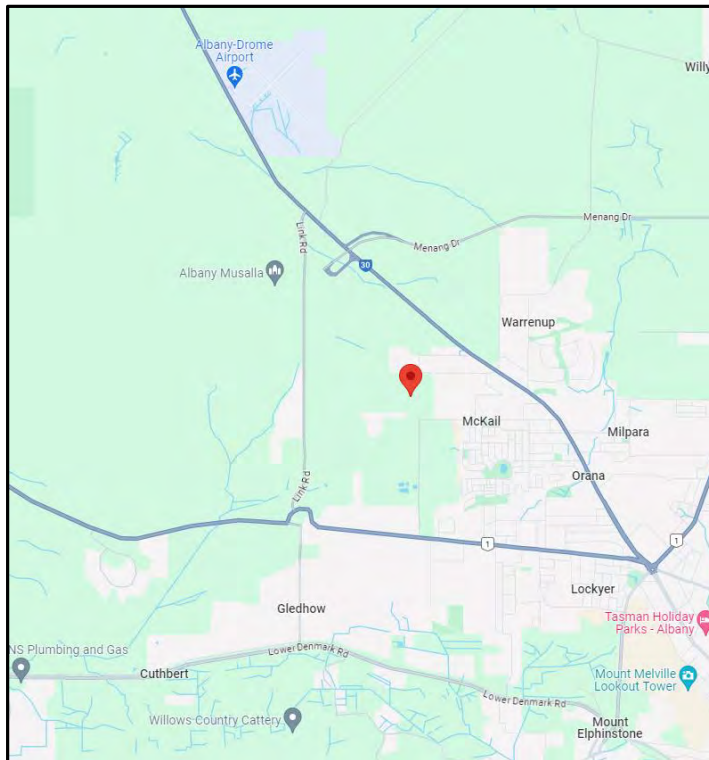 Albany-Drome
Airport
Willy
Link Rd
Menang Dr
Menang Dr
30
Albany Musalla
Warrenup
McKail
Milpara
Orana
Link Rd
1
1
Lockyer
Gledhow
Tasman Holiday
Parks - Albany
NS Plumbing and Gas
Lower Denmark Rd
Cuthbert
Mount Melville
Lookout Tower
Lower Denmark Rd
Willows Country Cattery
Mount
Elphinstone